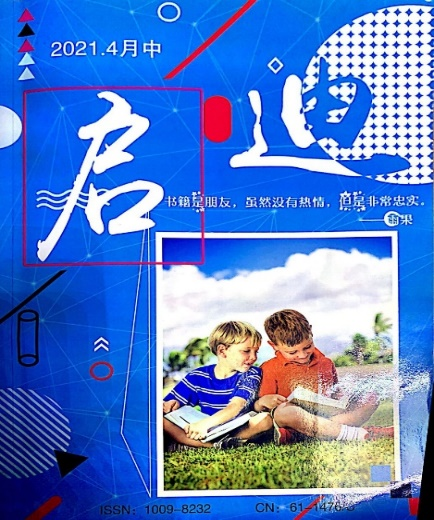 2021.4月中
启迪
书籍是朋友，虽然没有热情，但是非常忠实。
——雨果
ISSN: 1009-8232
CN: 61-1476